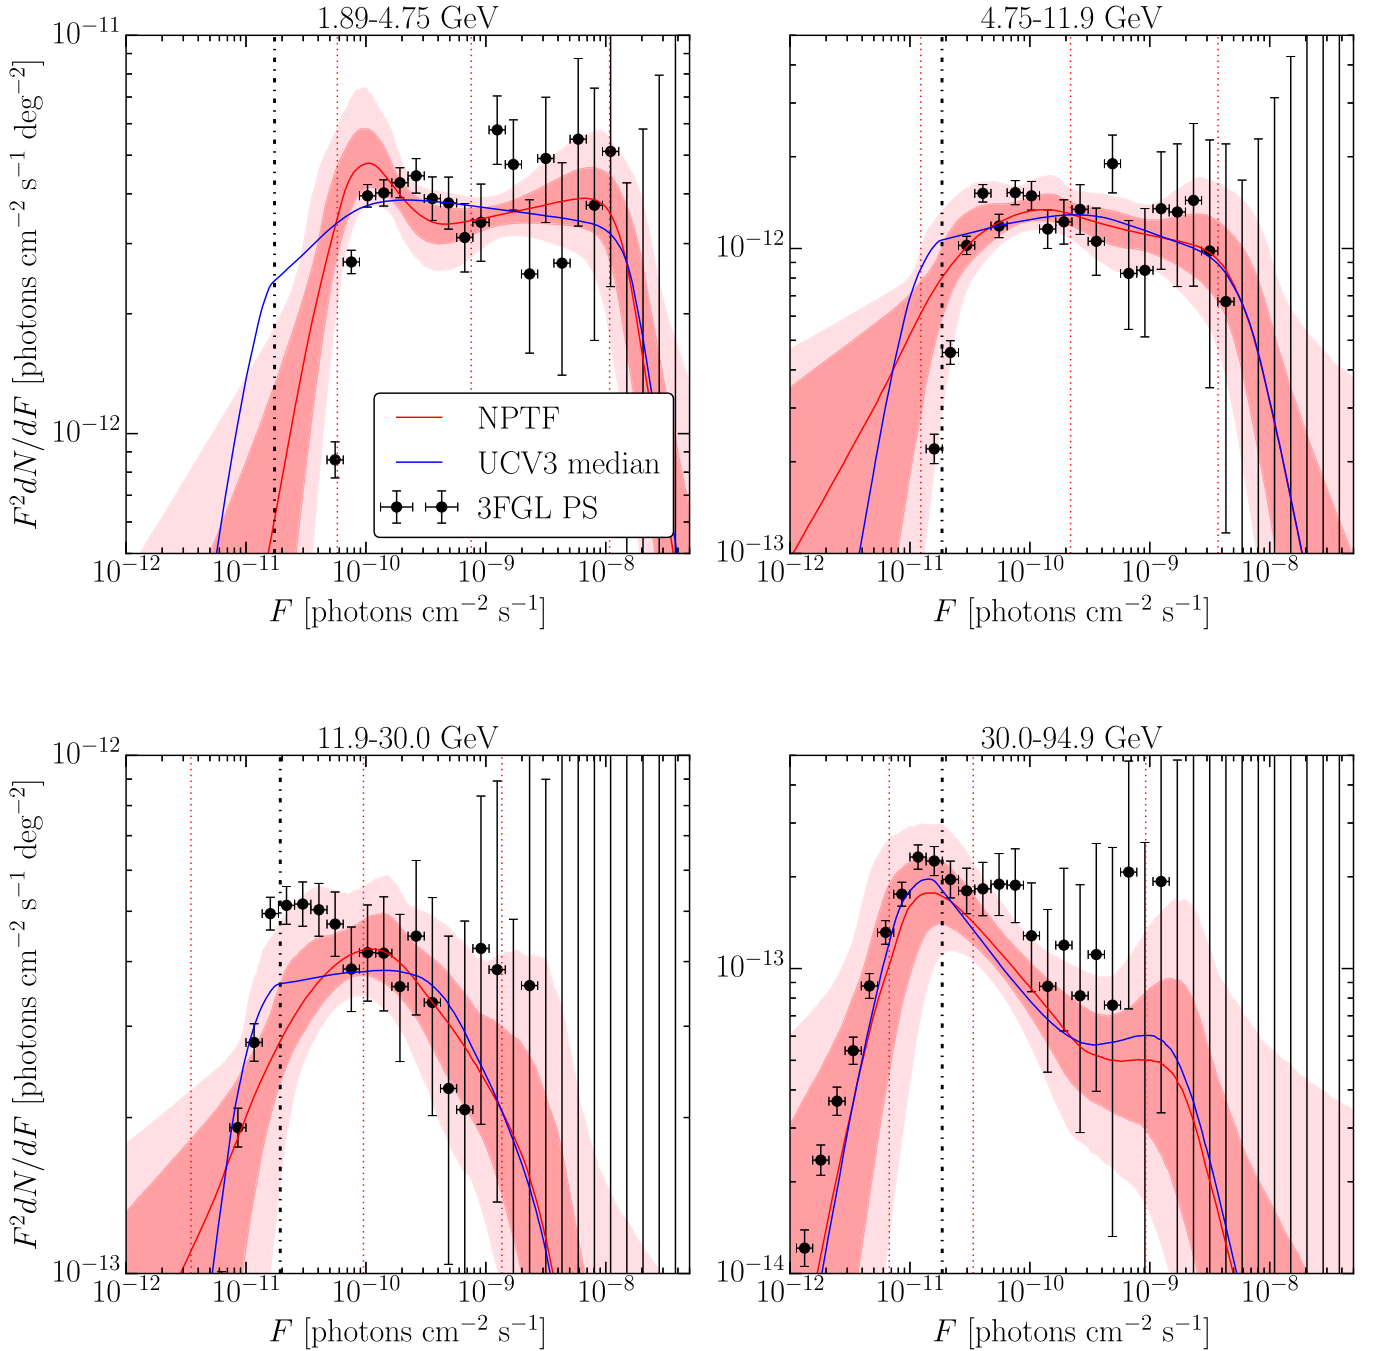 1.89-4.75 GeV
10⁻¹¹
10⁻¹²
F²dN/dF [photons cm⁻² s⁻¹ deg⁻²]
NPTF
UCV3 median
3FGL PS
10⁻¹² 10⁻¹¹ 10⁻¹⁰ 10⁻⁹ 10⁻⁸
F [photons cm⁻² s⁻¹]
4.75-11.9 GeV
10⁻¹²
10⁻¹³
10⁻¹² 10⁻¹¹ 10⁻¹⁰ 10⁻⁹ 10⁻⁸
F [photons cm⁻² s⁻¹]
11.9-30.0 GeV
10⁻¹²
10⁻¹³
F²dN/dF [photons cm⁻² s⁻¹ deg⁻²]
10⁻¹² 10⁻¹¹ 10⁻¹⁰ 10⁻⁹ 10⁻⁸
F [photons cm⁻² s⁻¹]
30.0-94.9 GeV
10⁻¹³
10⁻¹⁴
10⁻¹² 10⁻¹¹ 10⁻¹⁰ 10⁻⁹ 10⁻⁸
F [photons cm⁻² s⁻¹]